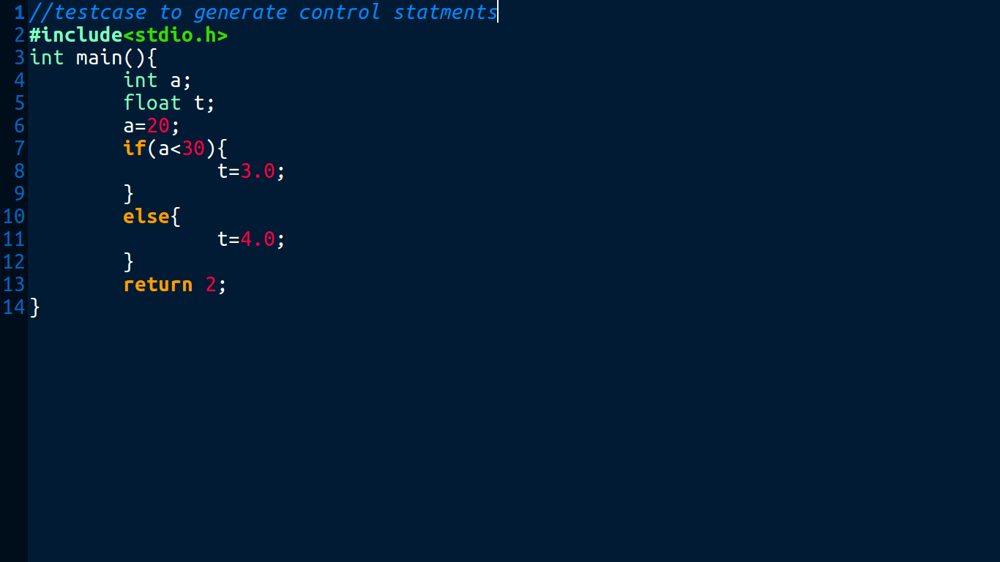 1 //testcase to generate control statments
2 #include<stdio.h>
3 int main(){
4         int a;
5         float t;
6         a=20;
7         if(a<30){
8                 t=3.0;
9         }
10         else{
11                 t=4.0;
12         }
13         return 2;
14 }